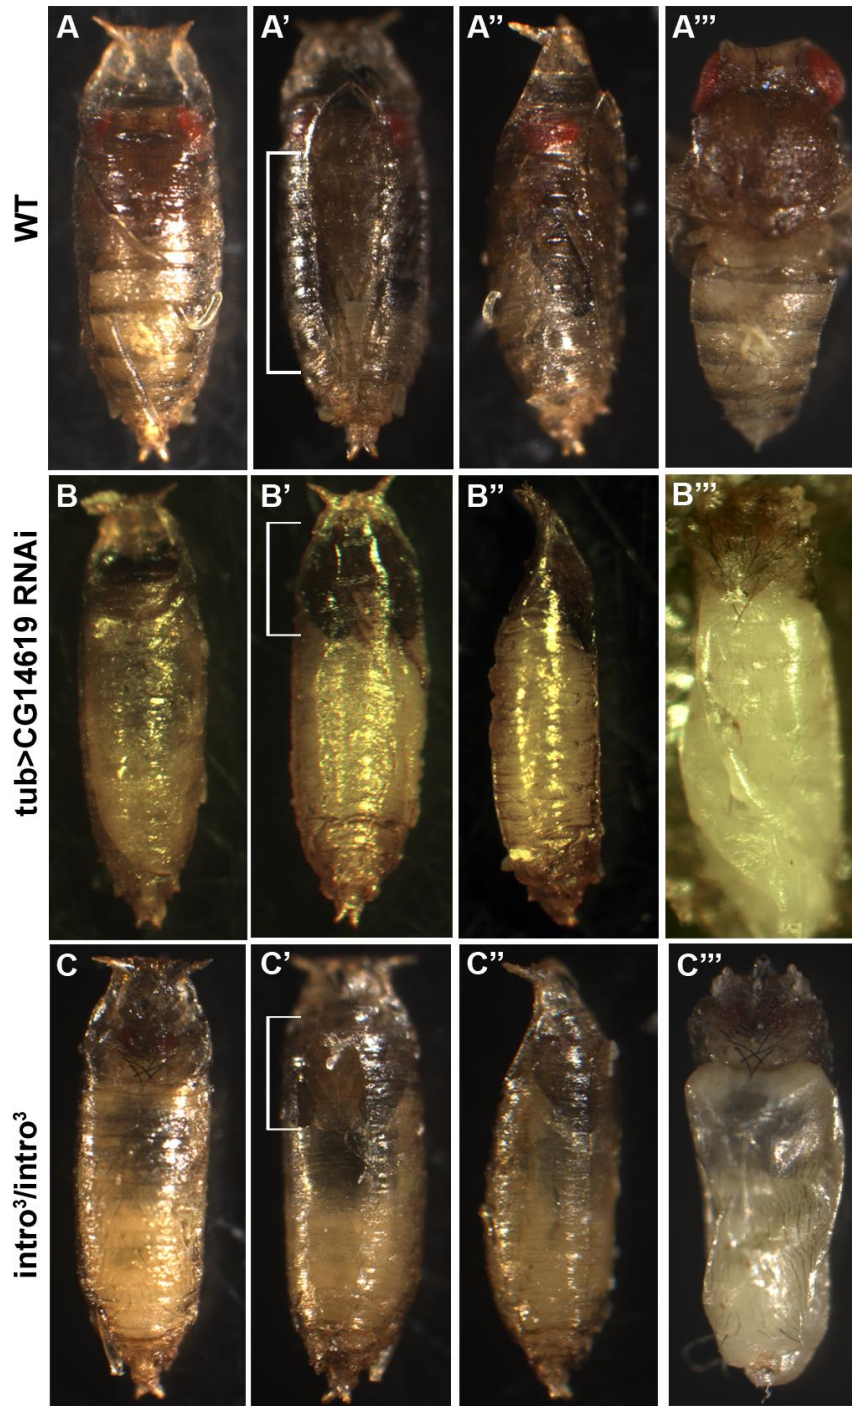 A A’ A’’ A’’’
WT
B B’ B’’ B’’’
tub>CG14619 RNAi
C C’ C’’ C’’’
intro³/intro³